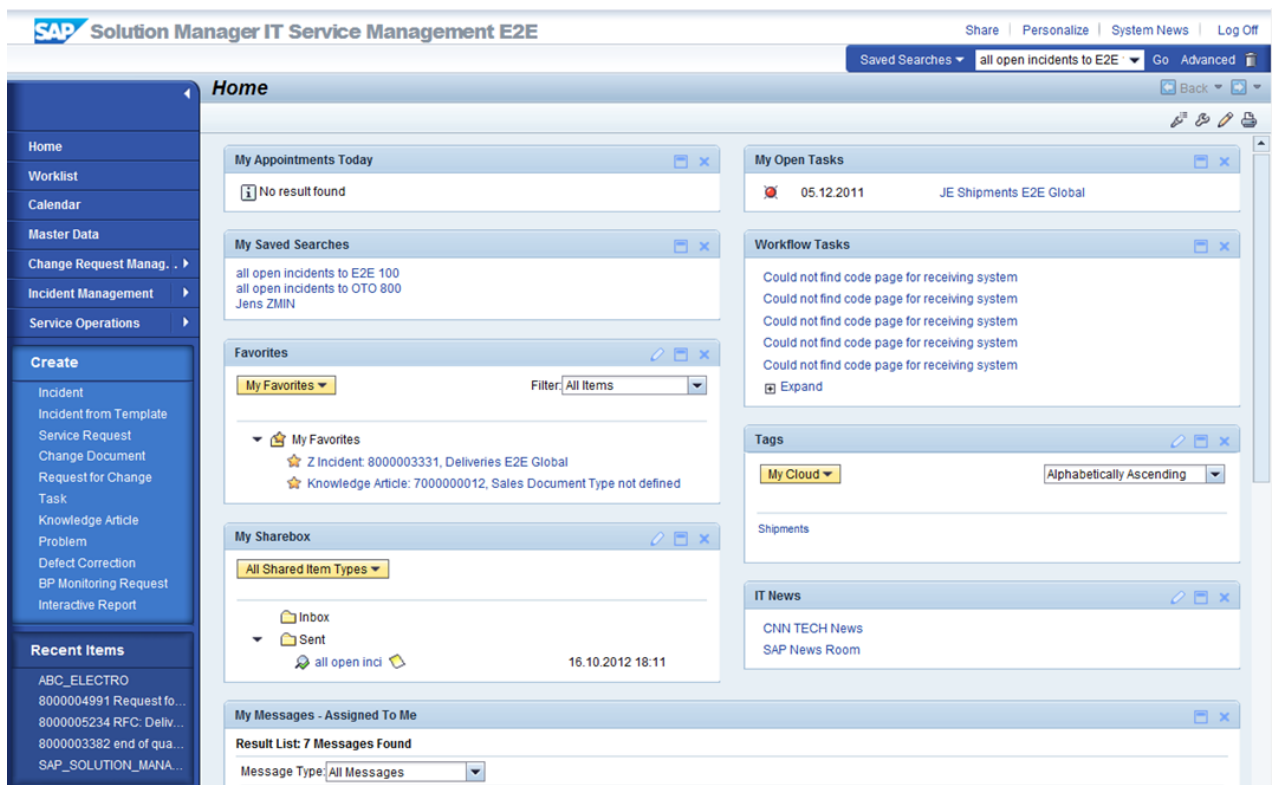 SAP Solution Manager IT Service Management E2E
Share | Personalize | System News | Log Off
Saved Searches all open incidents to E2E Go Advanced
Home
Back
Home
Worklist
Calendar
Master Data
Change Request Manag. .
Incident Management
Service Operations
Create
Incident
Incident from Template
Service Request
Change Document
Request for Change
Task
Knowledge Article
Problem
Defect Correction
BP Monitoring Request
Interactive Report
Recent Items
ABC_ELECTRO
8000004991 Request fo...
8000005234 RFC: Deliv...
8000003382 end of qua...
SAP_SOLUTION_MANA...
My Appointments Today
No result found
My Saved Searches
all open incidents to E2E 100
all open incidents to OTO 800
Jens ZMIN
Favorites
My Favorites Filter: All Items
My Favorites
Z Incident: 8000003331, Deliveries E2E Global
Knowledge Article: 7000000012, Sales Document Type not defined
My Sharebox
All Shared Item Types
Inbox
Sent
all open inci 16.10.2012 18:11
My Open Tasks
05.12.2011 JE Shipments E2E Global
Workflow Tasks
Could not find code page for receiving system
Could not find code page for receiving system
Could not find code page for receiving system
Could not find code page for receiving system
Could not find code page for receiving system
Expand
Tags
My Cloud Alphabetically Ascending
Shipments
IT News
CNN TECH News
SAP News Room
My Messages - Assigned To Me
Result List: 7 Messages Found
Message Type: All Messages